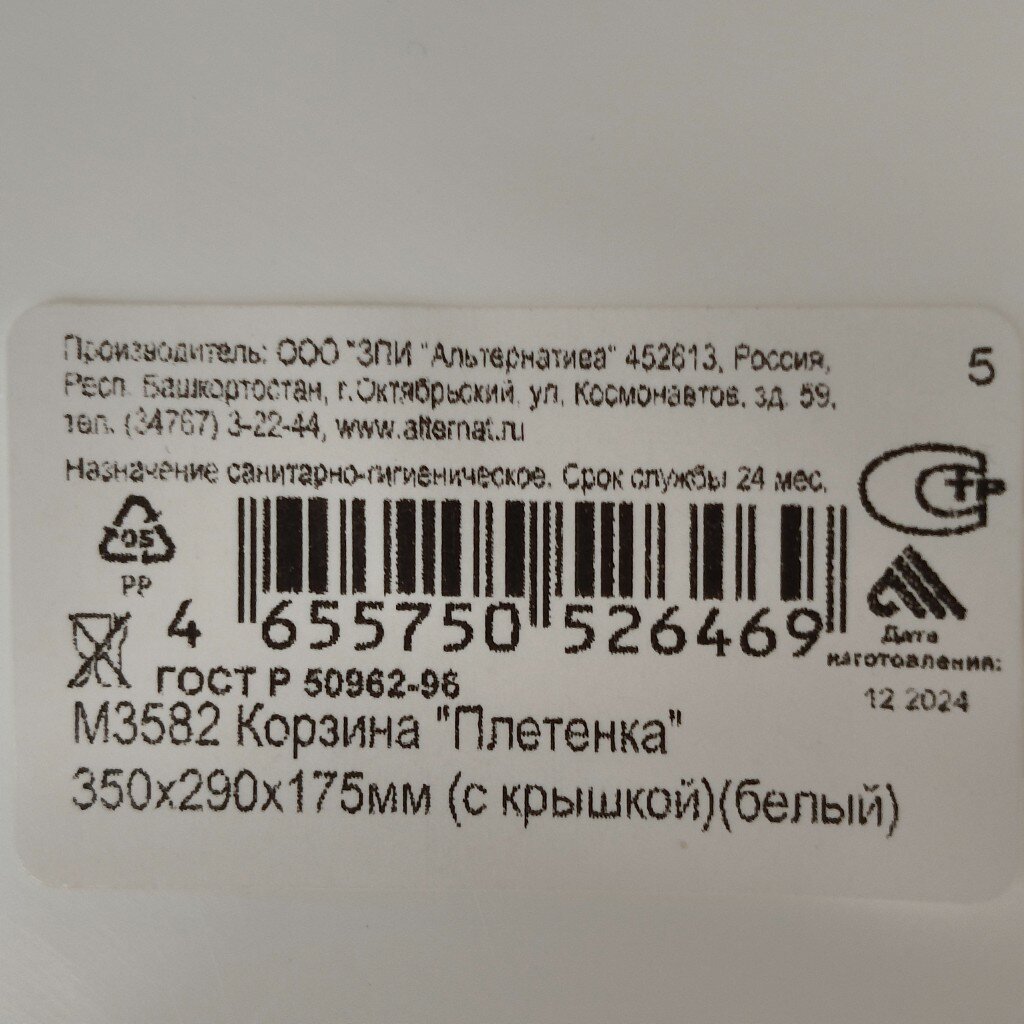 Производитель: ООО "ЗПИ "Альтернатива" 452613, Россия,
Респ. Башкортостан, г.Октябрьский, ул. Космонавтов, зд. 59,
тел. (34767) 3-22-44, www.alternat.ru
5
Назначение санитарно-гигиеническое. Срок службы 24 мес.
05
PP
4 655750 526469
Дата
изготовления:
12.2024
ГОСТ Р 50962-96
М3582 Корзина "Плетенка"
350х290х175мм (с крышкой)(белый)